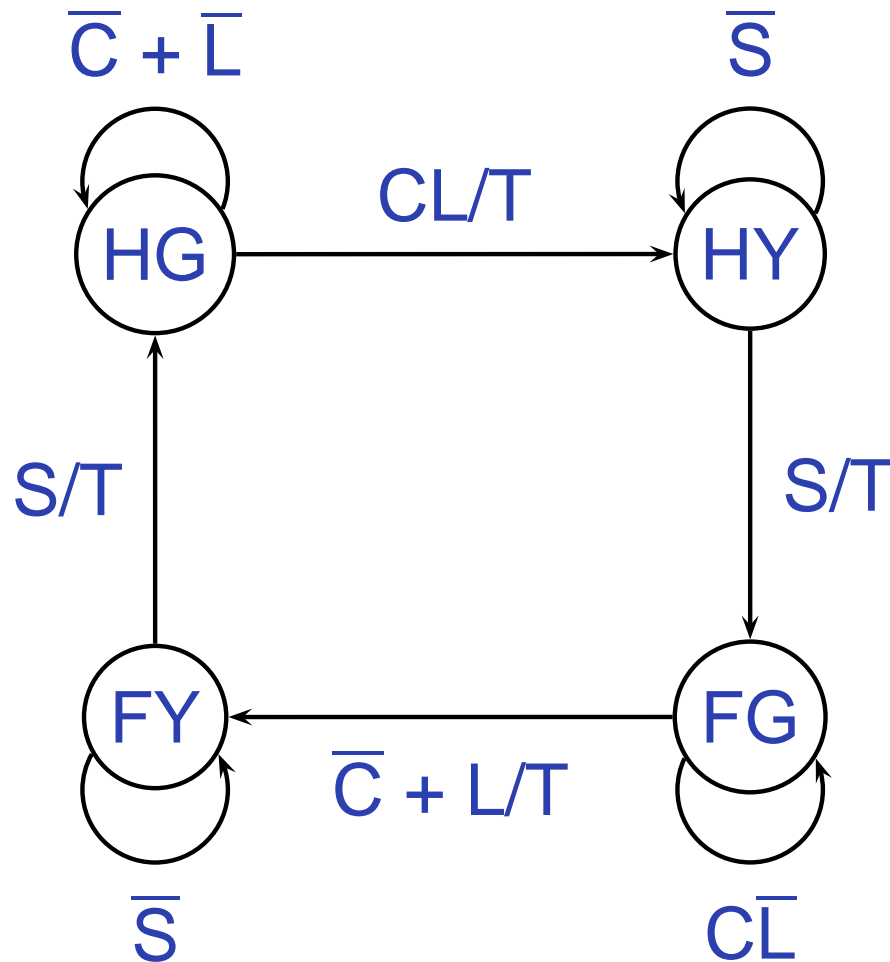 C̅ + L̅
S̅
CL/T
HG
HY
S/T
S/T
FY
FG
C̅ + L/T
S̅
CL̅